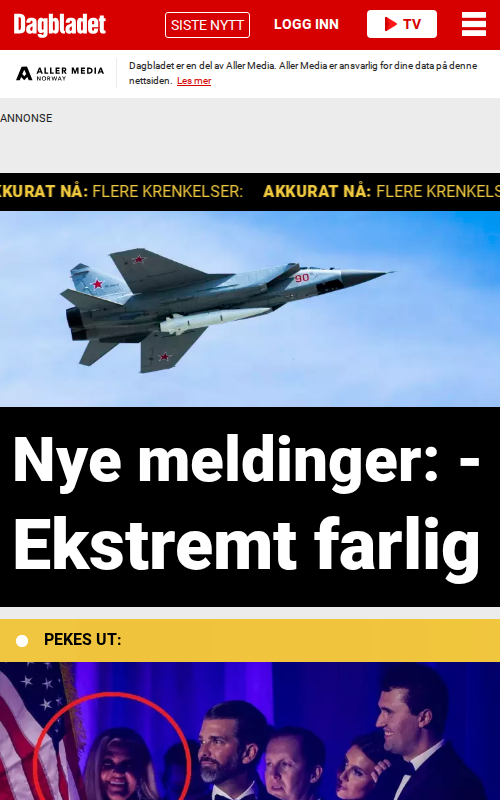 Dagbladet
SISTE NYTT
LOGG INN
TV
ALLER MEDIA
NORWAY
Dagbladet er en del av Aller Media. Aller Media er ansvarlig for dine data på denne
nettsiden. Les mer
ANNONSE
KKURAT NÅ: FLERE KRENKELSER: AKKURAT NÅ: FLERE KRENKELS
90
Nye meldinger: -
Ekstremt farlig
PEKES UT: